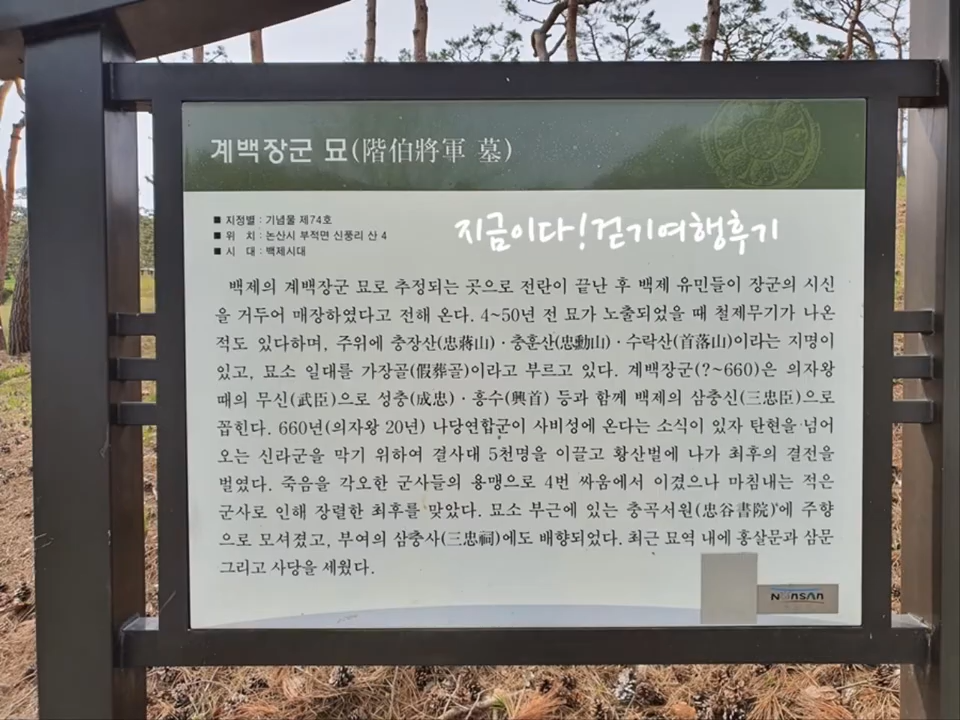 계백장군 묘(階伯將軍 墓)
■ 지정별 : 기념물 제74호
■ 위 치 : 논산시 부적면 신풍리 산 4
■ 시 대 : 백제시대
지금이다!걷기여행후기
백제의 계백장군 묘로 추정되는 곳으로 전란이 끝난 후 백제 유민들이 장군의 시신
을 거두어 매장하였다고 전해 온다. 4~50년 전 묘가 노출되었을 때 철제무기가 나온
적도 있다하며, 주위에 충장산(忠蔣山)·충훈산(忠勳山)·수락산(首落山)이라는 지명이
있고, 묘소 일대를 가장골(假葬골)이라고 부르고 있다. 계백장군(?~660)은 의자왕
때의 무신(武臣)으로 성충(成忠)·흥수(興首) 등과 함께 백제의 삼충신(三忠臣)으로
꼽힌다. 660년(의자왕 20년) 나당연합군이 사비성에 온다는 소식이 있자 탄현을 넘어
오는 신라군을 막기 위하여 결사대 5천명을 이끌고 황산벌에 나가 최후의 결전을
벌였다. 죽음을 각오한 군사들의 용맹으로 4번 싸움에서 이겼으나 마침내는 적은
군사로 인해 장렬한 최후를 맞았다. 묘소 부근에 있는 충곡서원(忠谷書院)에 주향
으로 모셔졌고, 부여의 삼충사(三忠祠)에도 배향되었다. 최근 묘역 내에 홍살문과 삼문
그리고 사당을 세웠다.
NonSAn